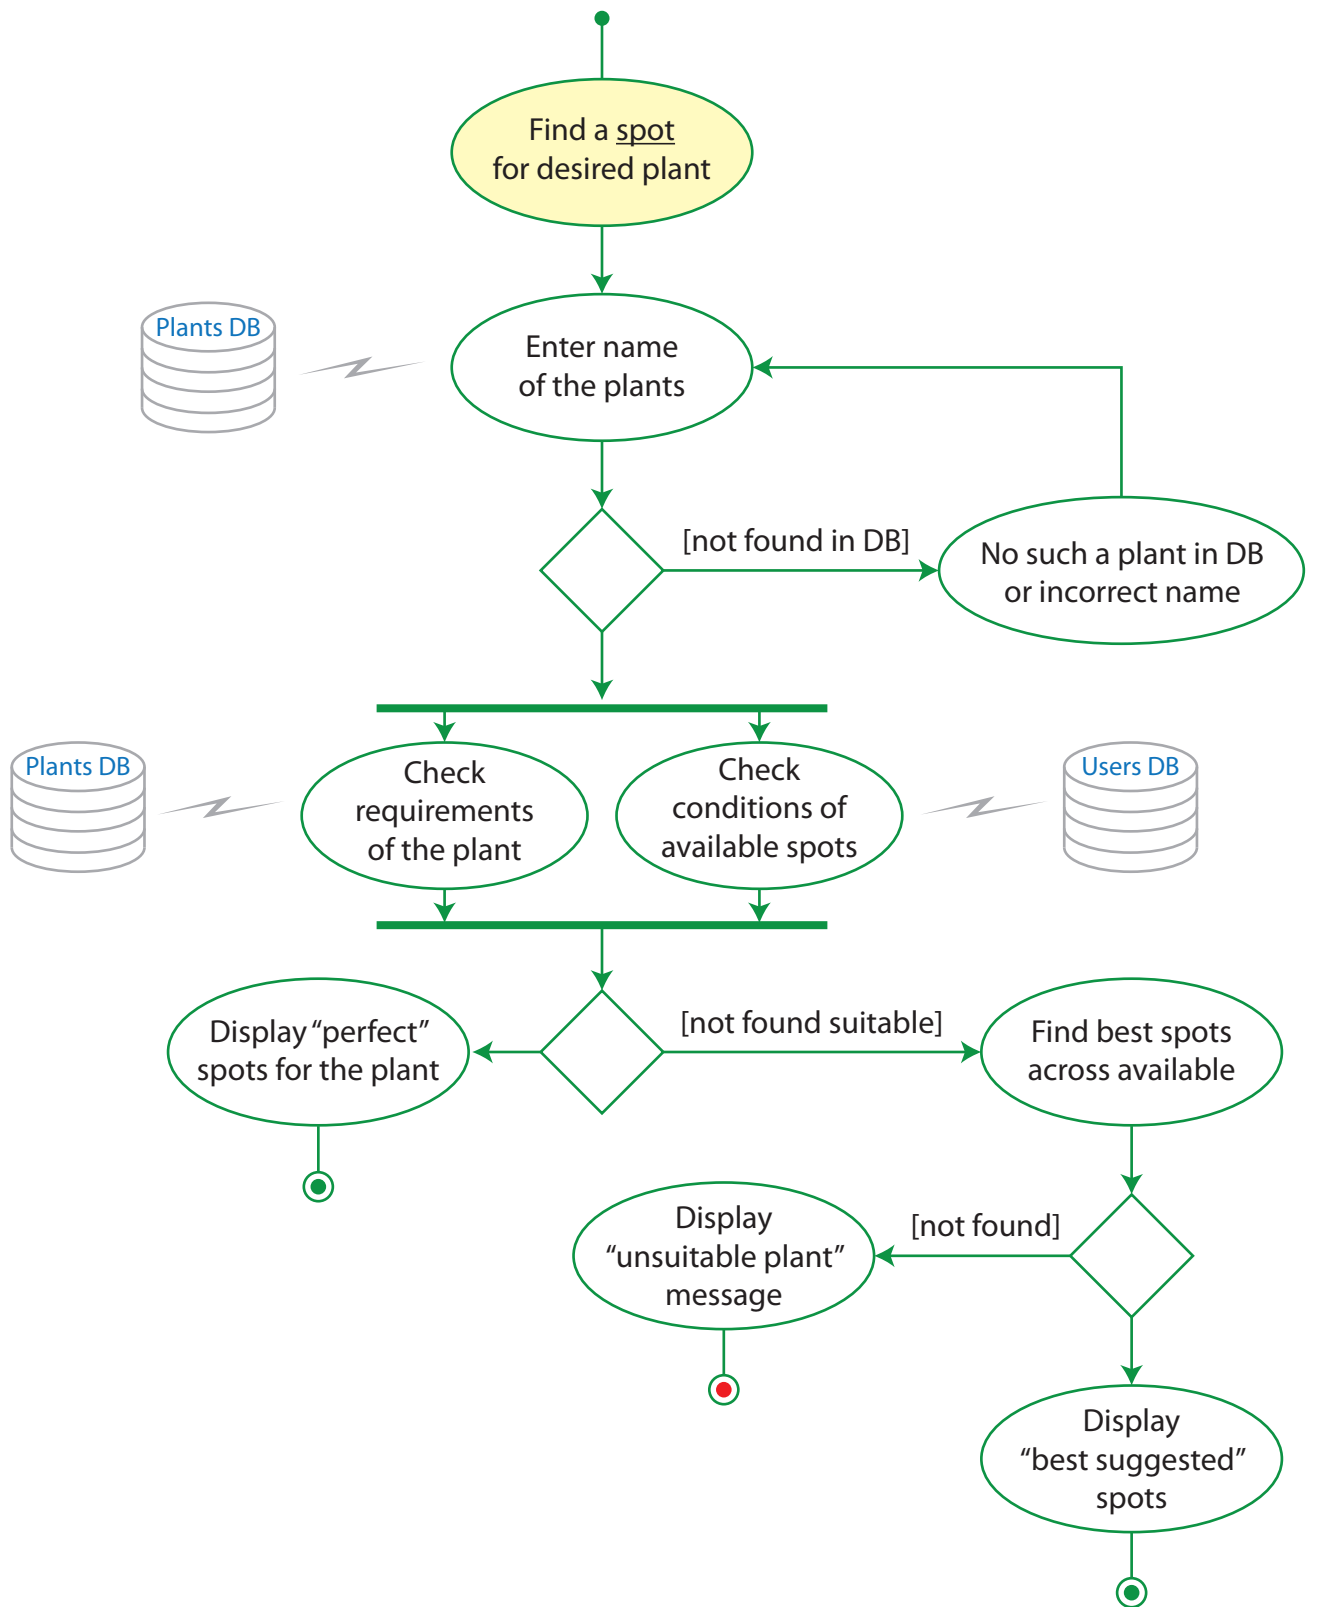 Find a spot
for desired plant
Plants DB
Enter name
of the plants
[not found in DB]
No such a plant in DB
or incorrect name
Plants DB
Check
requirements
of the plant
Check
conditions of
available spots
Users DB
Display “perfect”
spots for the plant
[not found suitable]
Find best spots
across available
Display
“unsuitable plant”
message
[not found]
Display
“best suggested”
spots